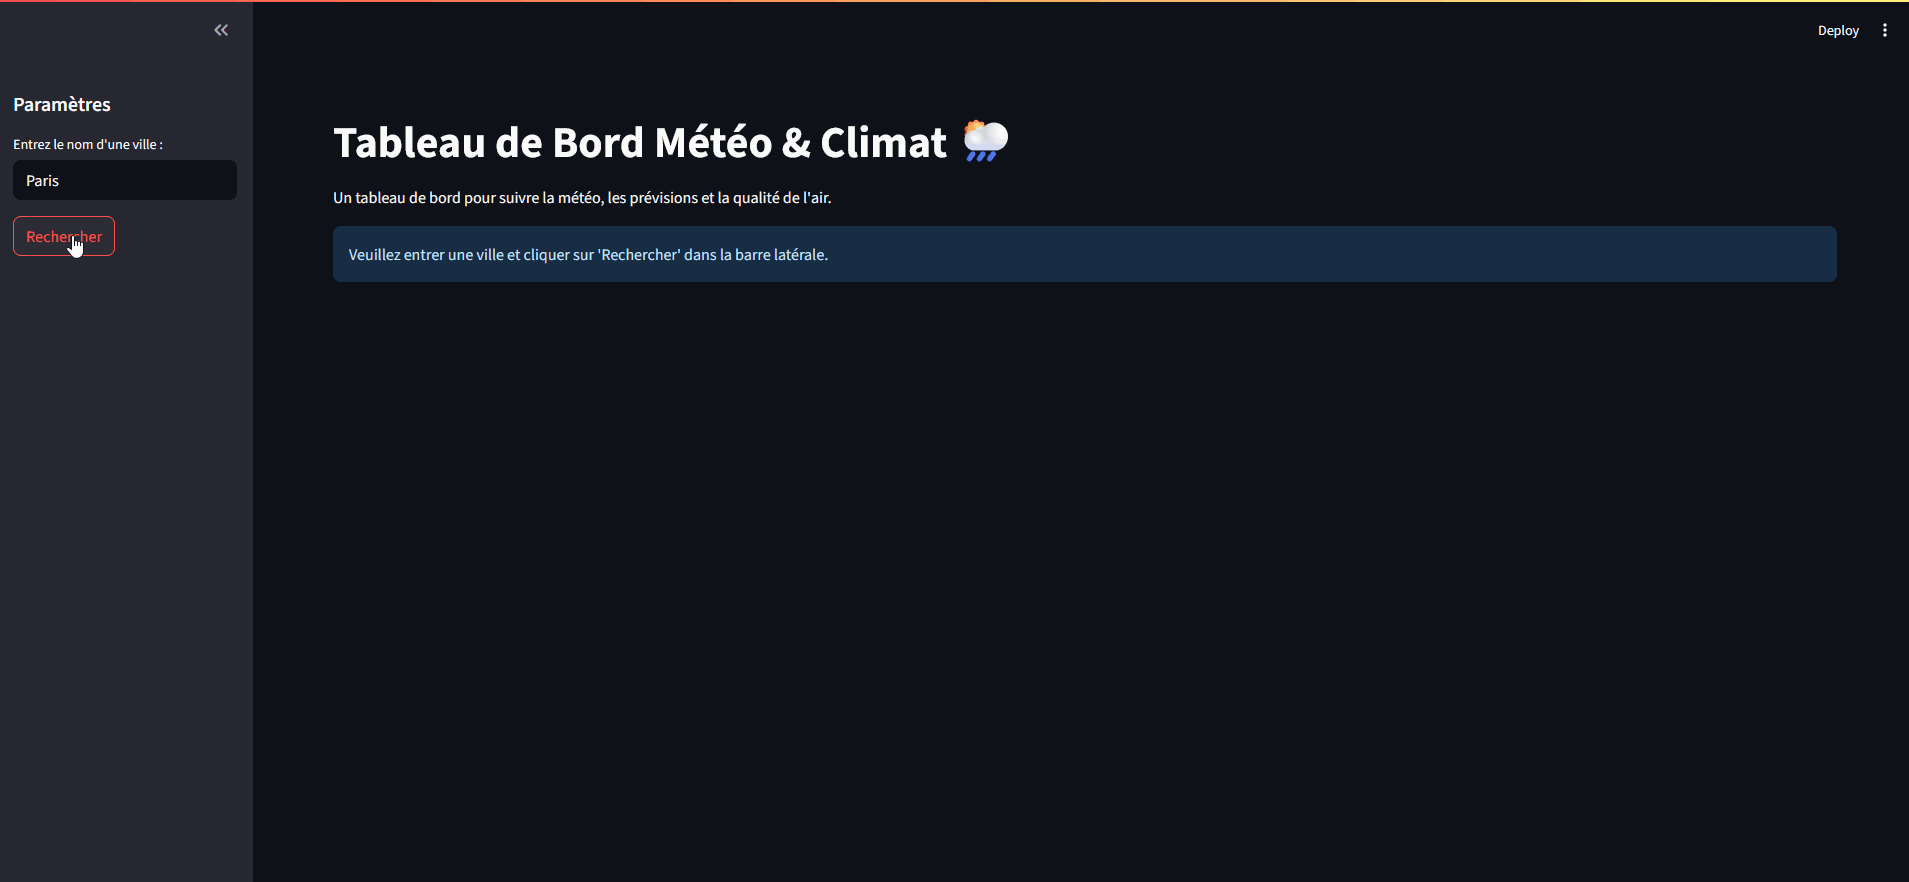 Deploy
Paramètres
Entrez le nom d'une ville :
Paris
Rechercher
Tableau de Bord Météo & Climat
Un tableau de bord pour suivre la météo, les prévisions et la qualité de l'air.
Veuillez entrer une ville et cliquer sur 'Rechercher' dans la barre latérale.